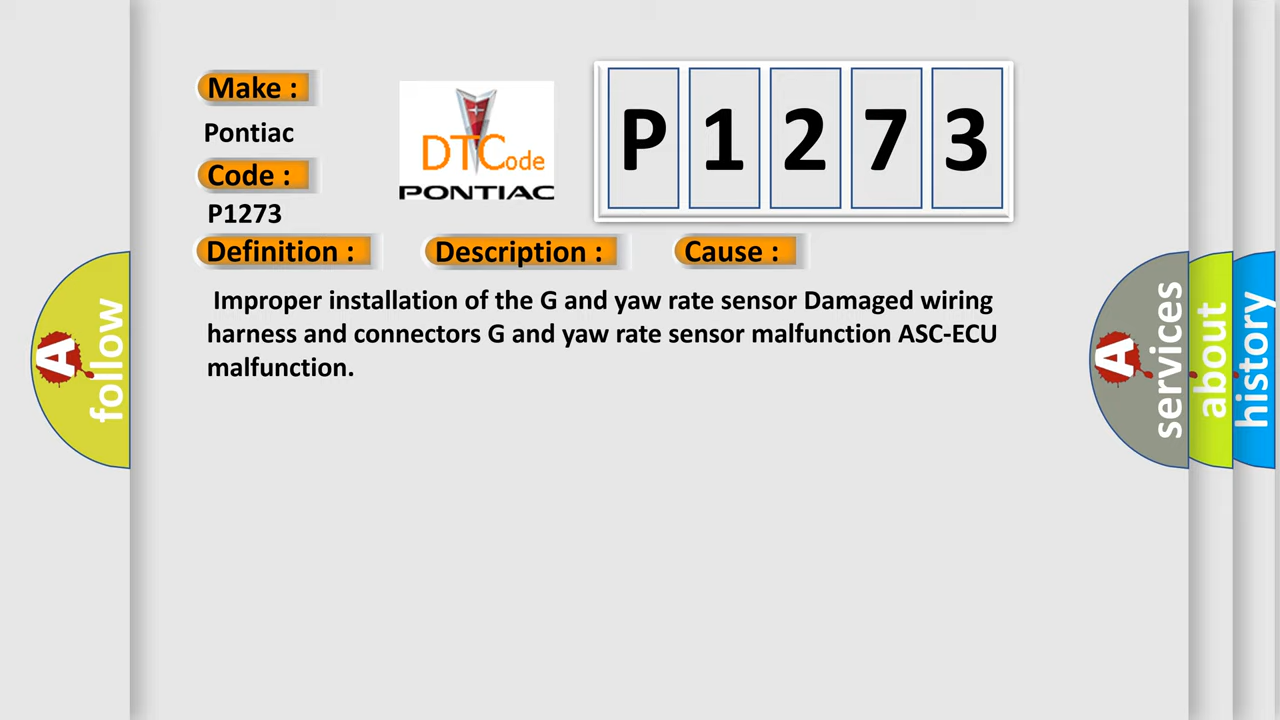 Make :
Pontiac
Code :
P1273
DTCode
PONTIAC
P 1 2 7 3
Definition :
Description :
Cause :
Improper installation of the G and yaw rate sensor Damaged wiring
harness and connectors G and yaw rate sensor malfunction ASC-ECU
malfunction.
A
follow
A
services
about
history